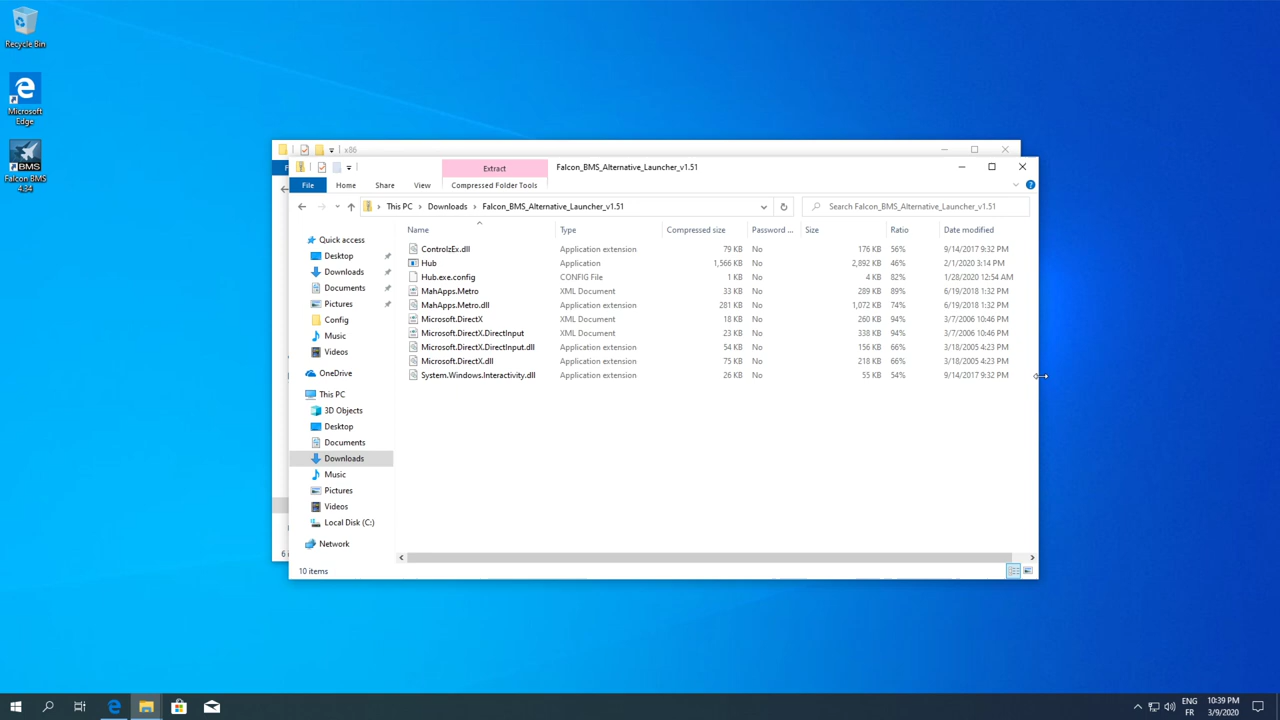 Recycle Bin
Microsoft
Edge
BMS
Falcon BMS
4.34
x86
F
Extract
Falcon_BMS_Alternative_Launcher_v1.51
File
Home
Share
View
Compressed Folder Tools
This PC
Downloads
Falcon_BMS_Alternative_Launcher_v1.51
Search Falcon_BMS_Alternative_Launcher_v1.51
Name
Type
Compressed size
Password ...
Size
Ratio
Date modified
ControlzEx.dll Application extension 79 KB No 176 KB 56% 9/14/2017 9:32 PM
Hub Application 1,566 KB No 2,892 KB 46% 2/1/2020 3:14 PM
Hub.exe.config CONFIG File 1 KB No 4 KB 82% 1/28/2020 12:54 AM
MahApps.Metro XML Document 33 KB No 289 KB 89% 6/19/2018 1:32 PM
MahApps.Metro.dll Application extension 281 KB No 1,072 KB 74% 6/19/2018 1:32 PM
Microsoft.DirectX XML Document 18 KB No 260 KB 94% 3/7/2006 10:46 PM
Microsoft.DirectX.DirectInput XML Document 23 KB No 338 KB 94% 3/7/2006 10:46 PM
Microsoft.DirectX.DirectInput.dll Application extension 54 KB No 156 KB 66% 3/18/2005 4:23 PM
Microsoft.DirectX.dll Application extension 75 KB No 218 KB 66% 3/18/2005 4:23 PM
System.Windows.Interactivity.dll Application extension 26 KB No 55 KB 54% 9/14/2017 9:32 PM
Quick access
Desktop
Downloads
Documents
Pictures
Config
Music
Videos
OneDrive
This PC
3D Objects
Desktop
Documents
Downloads
Music
Pictures
Videos
Local Disk (C:)
Network
6 i
10 items
ENG
FR
10:39 PM
3/9/2020